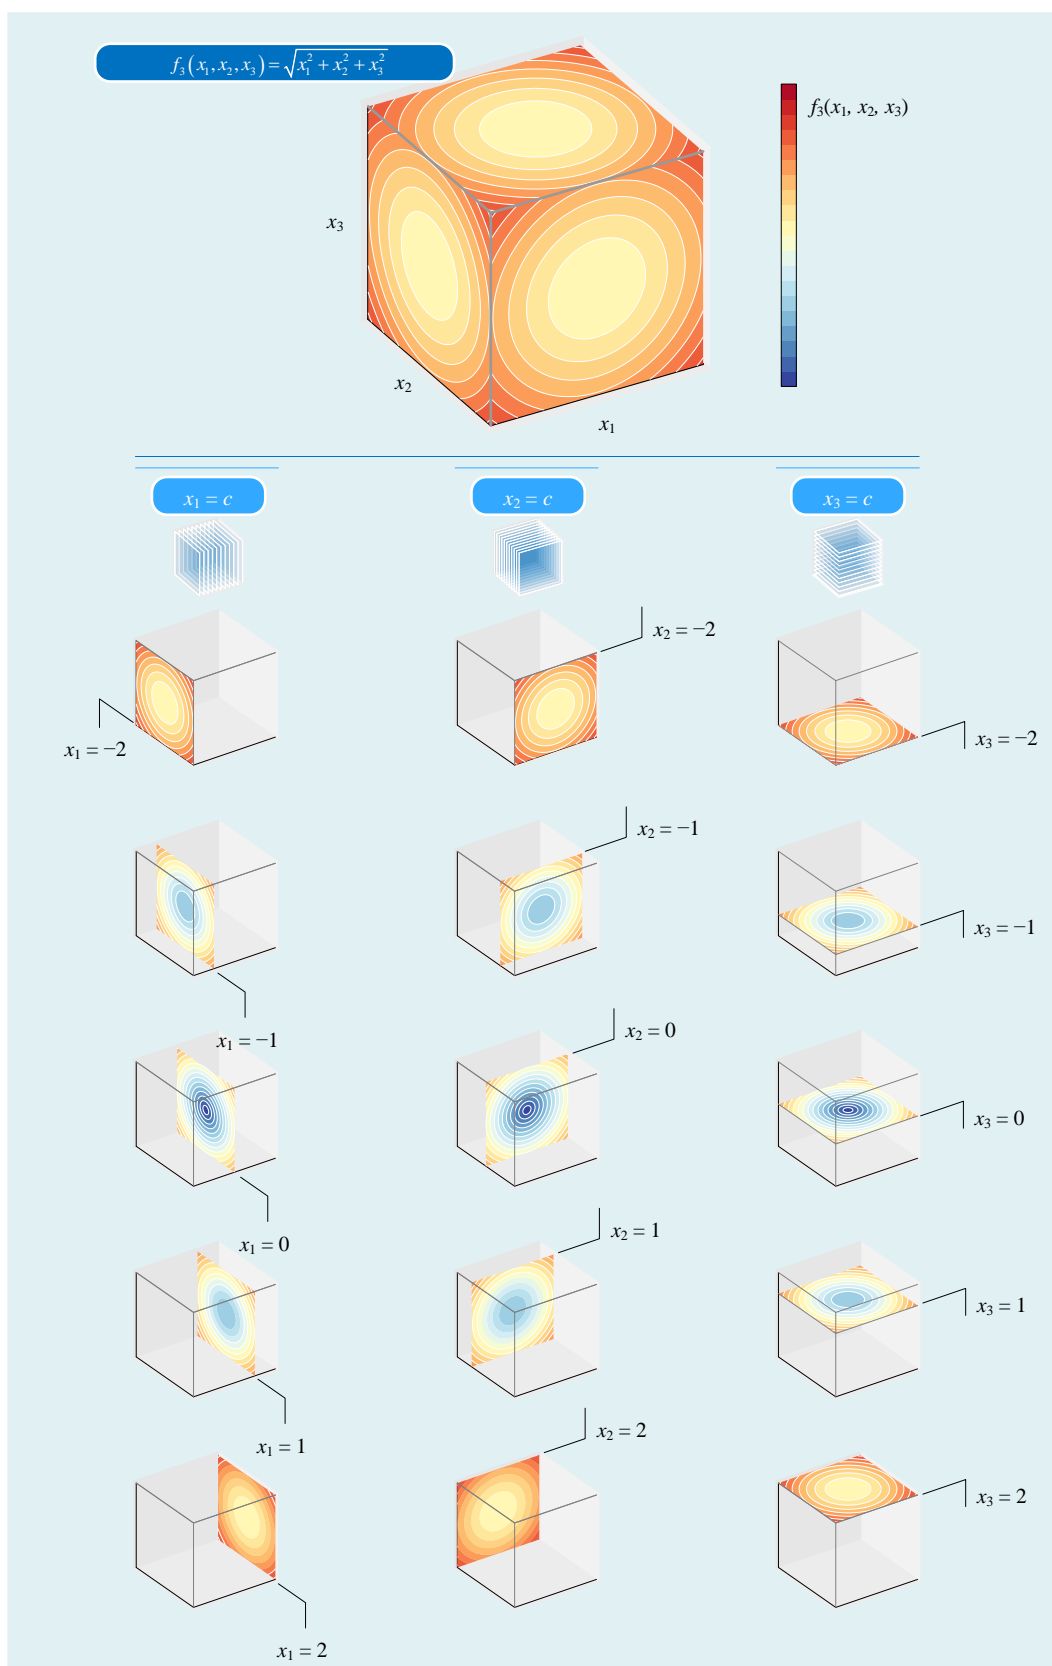 f₃(x₁, x₂, x₃) = √(x₁² + x₂² + x₃²)
f₃(x₁, x₂, x₃)
x₃
x₂
x₁
x₁ = c
x₂ = c
x₃ = c
x₁ = −2
x₂ = −2
x₃ = −2
x₁ = −1
x₂ = −1
x₃ = −1
x₁ = 0
x₂ = 0
x₃ = 0
x₁ = 1
x₂ = 1
x₃ = 1
x₁ = 2
x₂ = 2
x₃ = 2